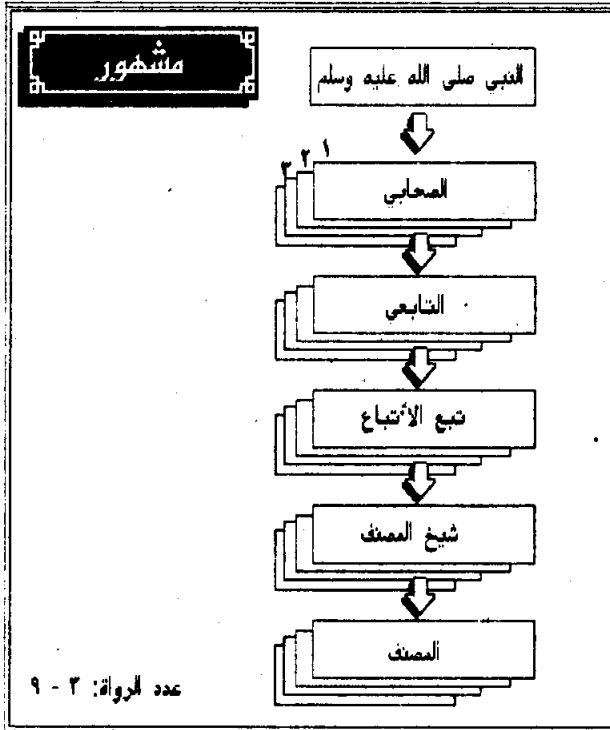 مشهور
النبي صلى الله عليه وسلم
١ ٢ ٣
الصحابي
التابعي
تبع الأتباع
شيخ المصنف
المصنف
عدد الرواة: ٣ - ٩